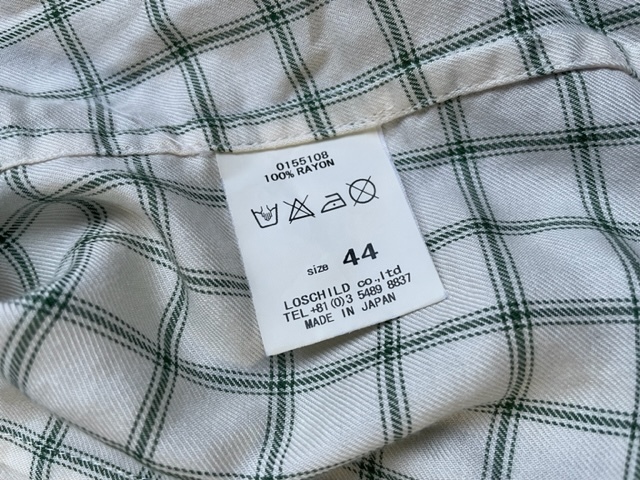 0155108
100% RAYON
size 44
LOSCHILD co.,ltd
TEL +81(0)3 5489 8837
MADE IN JAPAN